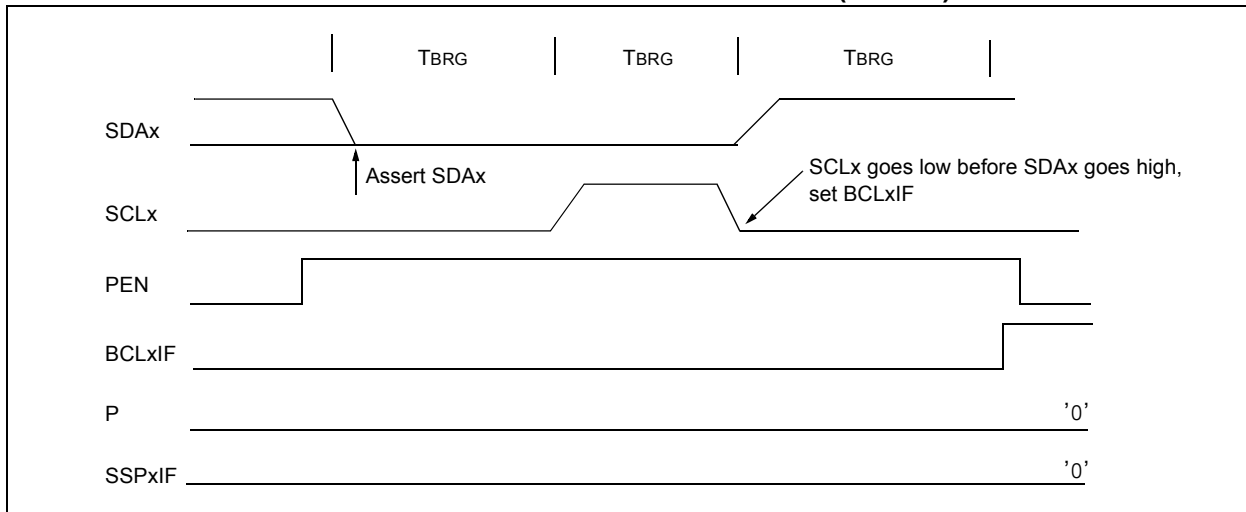 TBRG TBRG TBRG
SDAx
Assert SDAx
SCLx goes low before SDAx goes high,
set BCLxIF
SCLx
PEN
BCLxIF
P '0'
SSPxIF '0'